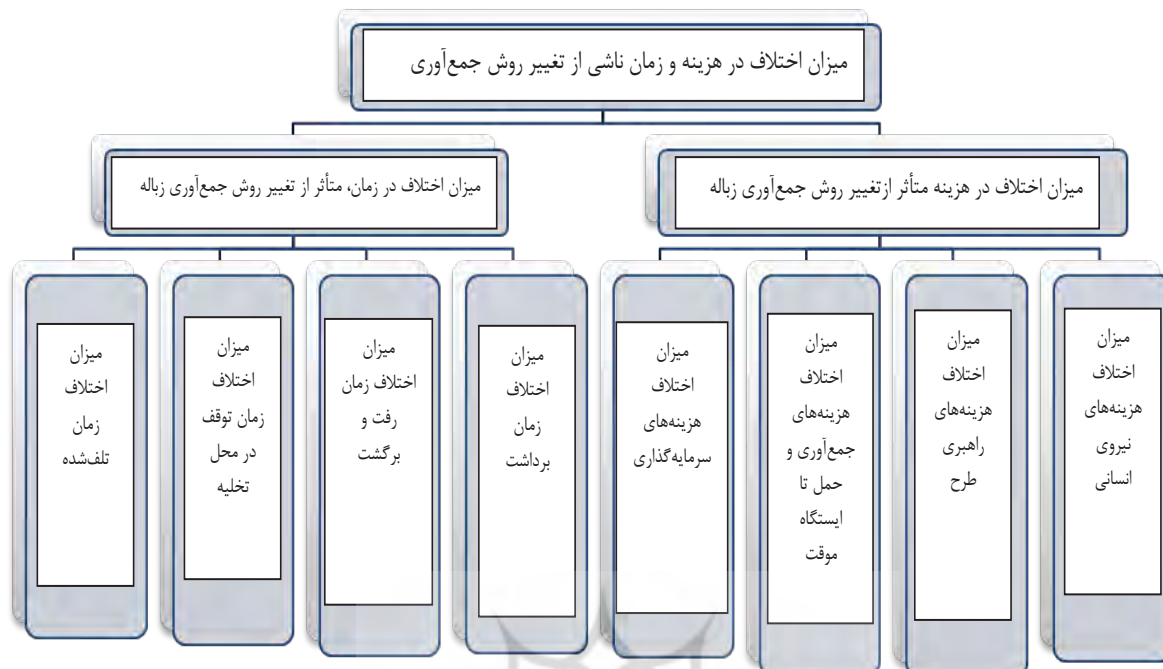 میزان اختلاف در هزینه و زمان ناشی از تغییر روش جمع‌آوری
میزان اختلاف در هزینه متأثر ازتغییر روش جمع‌آوری زباله
میزان اختلاف در زمان، متأثر از تغییر روش جمع‌آوری زباله
میزان
اختلاف
هزینه‌های
نیروی
انسانی
میزان
اختلاف
هزینه‌های
راهبری
طرح
میزان
اختلاف
هزینه‌های
جمع‌آوری و
حمل تا
ایستگاه
موقت
میزان
اختلاف
هزینه‌های
سرمایه‌گذاری
میزان
اختلاف
زمان
برداشت
میزان
اختلاف زمان
رفت و
برگشت
میزان
اختلاف
زمان توقف
در محل
تخلیه
میزان
اختلاف
زمان
تلف‌شده